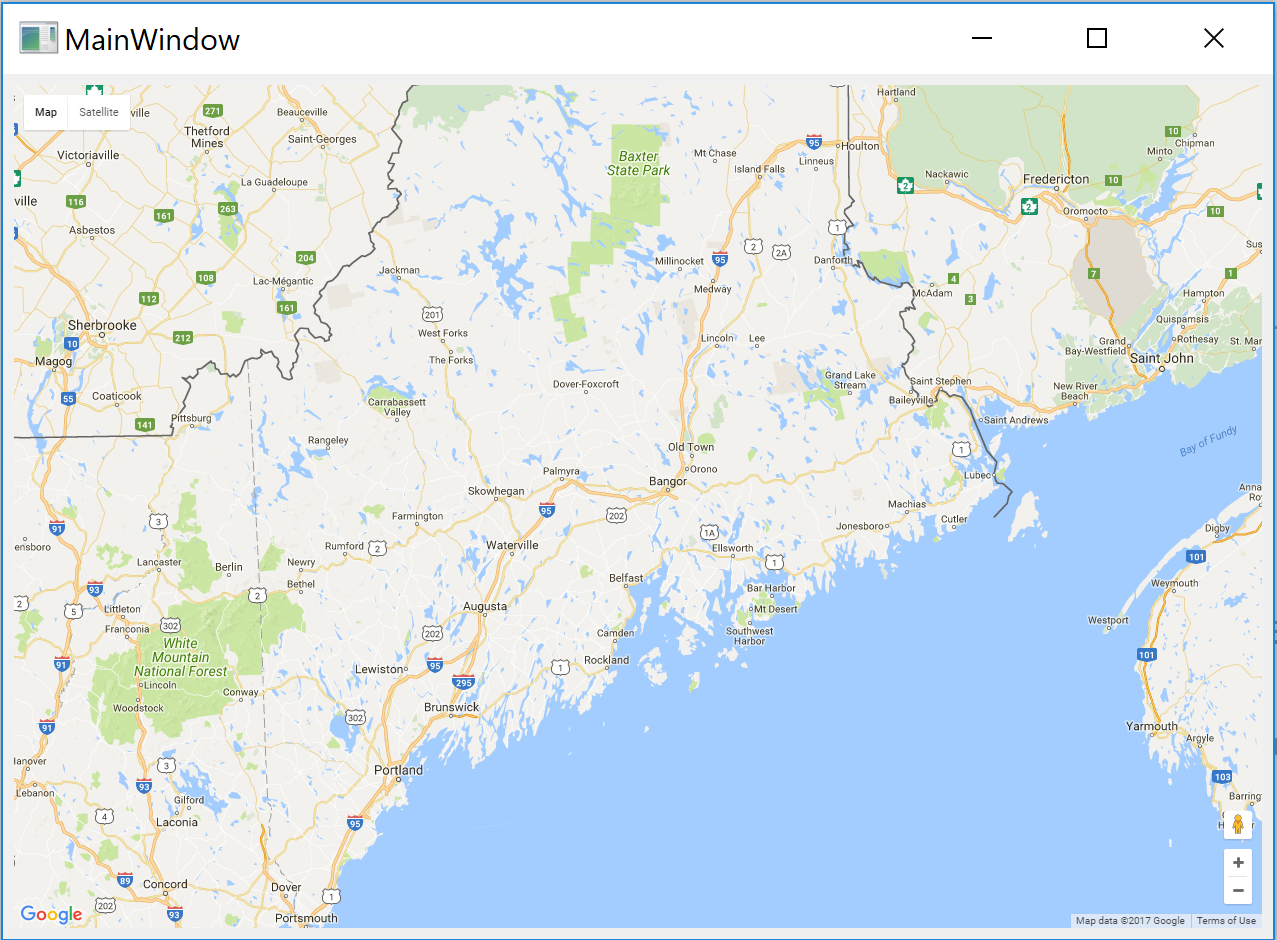 MainWindow
Map
Satellite
ville
271
Beauceville
Thetford
Mines
Saint-Georges
Victoriaville
La Guadeloupe
ville
116
161
263
Asbestos
204
108
Lac-Mégantic
112
161
Sherbrooke
212
10
Magog
55
Coaticook
141
Pittsburg
Hartland
10
Chipman
Minto
95
Houlton
Linneus
Mt Chase
Island Falls
Baxter
State Park
Nackawic
Fredericton
10
2
2
Oromocto
10
1
2
2A
Millinocket
95
Danforth
Medway
Jackman
201
West Forks
The Forks
McAdam
4
3
7
Sus
1
Hampton
Quispamsis
Rothesay
St. Mar
Grand
Bay-Westfield
Saint John
Lincoln
Lee
Grand Lake
Stream
Saint Stephen
Baileyville
New River
Beach
Saint Andrews
Dover-Foxcroft
Carrabassett
Valley
Rangeley
Old Town
Orono
Bay of Fundy
1
Lubec
Palmyra
Bangor
Skowhegan
95
202
Farmington
Machias
Cutler
Jonesboro
Anna
Ro
Digby
101
91
3
ensboro
Rumford
2
Waterville
1A
Ellsworth
1
Lancaster
Berlin
Newry
Bethel
Belfast
Bar Harbor
Mt Desert
Southwest
Harbor
Weymouth
Westport
93
2
2
5
Littleton
302
Franconia
White
Mountain
National Forest
Augusta
202
Camden
Rockland
1
91
Lincoln
Lewiston
95
295
101
Woodstock
Conway
302
Brunswick
91
Yarmouth
Argyle
3
Portland
103
lanover
Lebanon
93
Gilford
Laconia
4
95
Barring
89
Concord
Dover
1
202
93
Portsmouth
Google
+
−
Map data ©2017 Google
Terms of Use